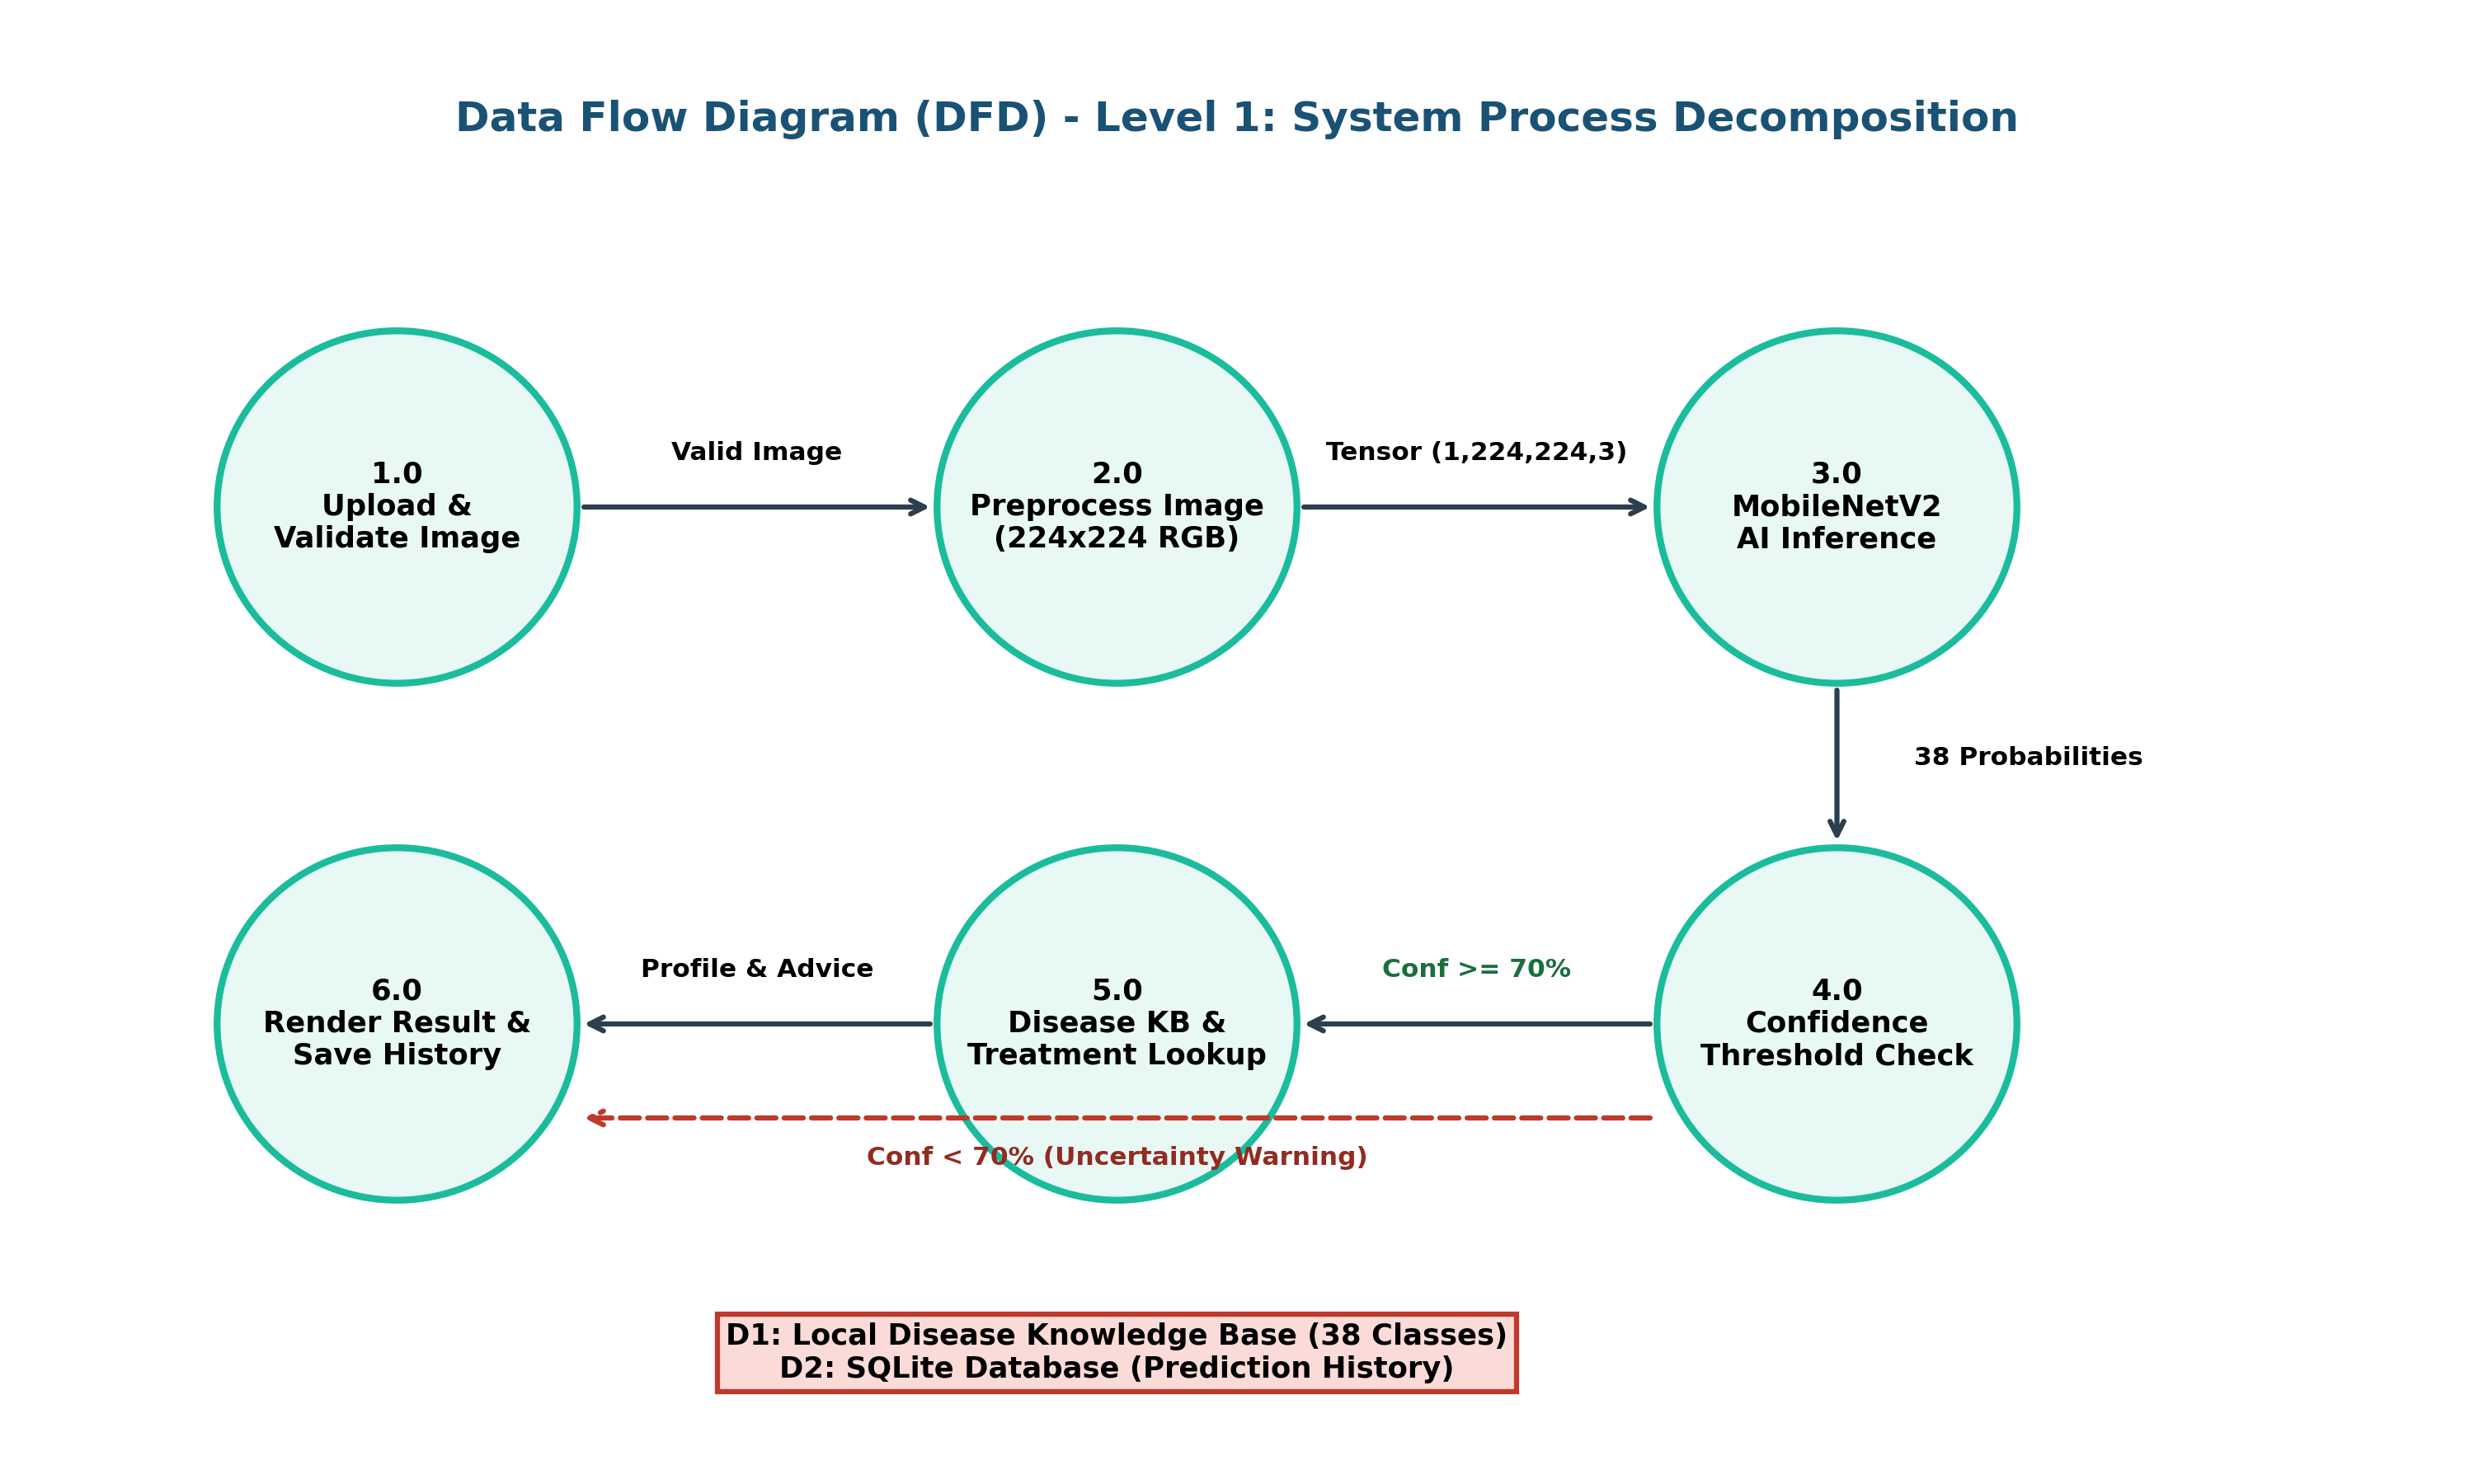 Data Flow Diagram (DFD) - Level 1: System Process Decomposition
1.0
Upload &
Validate Image
Valid Image
2.0
Preprocess Image
(224x224 RGB)
Tensor (1,224,224,3)
3.0
MobileNetV2
AI Inference
38 Probabilities
4.0
Confidence
Threshold Check
Conf >= 70%
5.0
Disease KB &
Treatment Lookup
Profile & Advice
6.0
Render Result &
Save History
Conf < 70% (Uncertainty Warning)
D1: Local Disease Knowledge Base (38 Classes)
D2: SQLite Database (Prediction History)